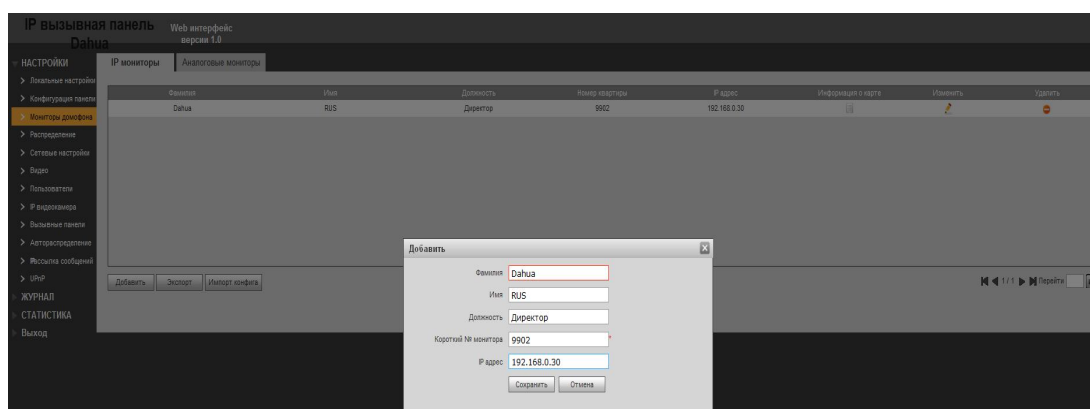 IP вызывная панель Dahua
Web интерфейс версии 1.0
НАСТРОЙКИ
Локальные настройки
Конфигурация панели
Мониторы домофона
Распределение
Сетевые настройки
Видео
Пользователи
IP видеокамера
Вызывные панели
Автораспределение
Рассылка сообщений
UPnP
ЖУРНАЛ
СТАТИСТИКА
Выход
IP мониторы
Аналоговые мониторы
Фамилия Имя Должность Номер квартиры IP адрес Информация о карте Изменить Удалить
Dahua RUS Директор 9902 192.168.0.30
Добавить Экспорт Импорт конфига
1 / 1 Перейти
Добавить
Фамилия Dahua
Имя RUS
Должность Директор
Короткий № монитора 9902 *
IP адрес 192.168.0.30
Сохранить Отмена